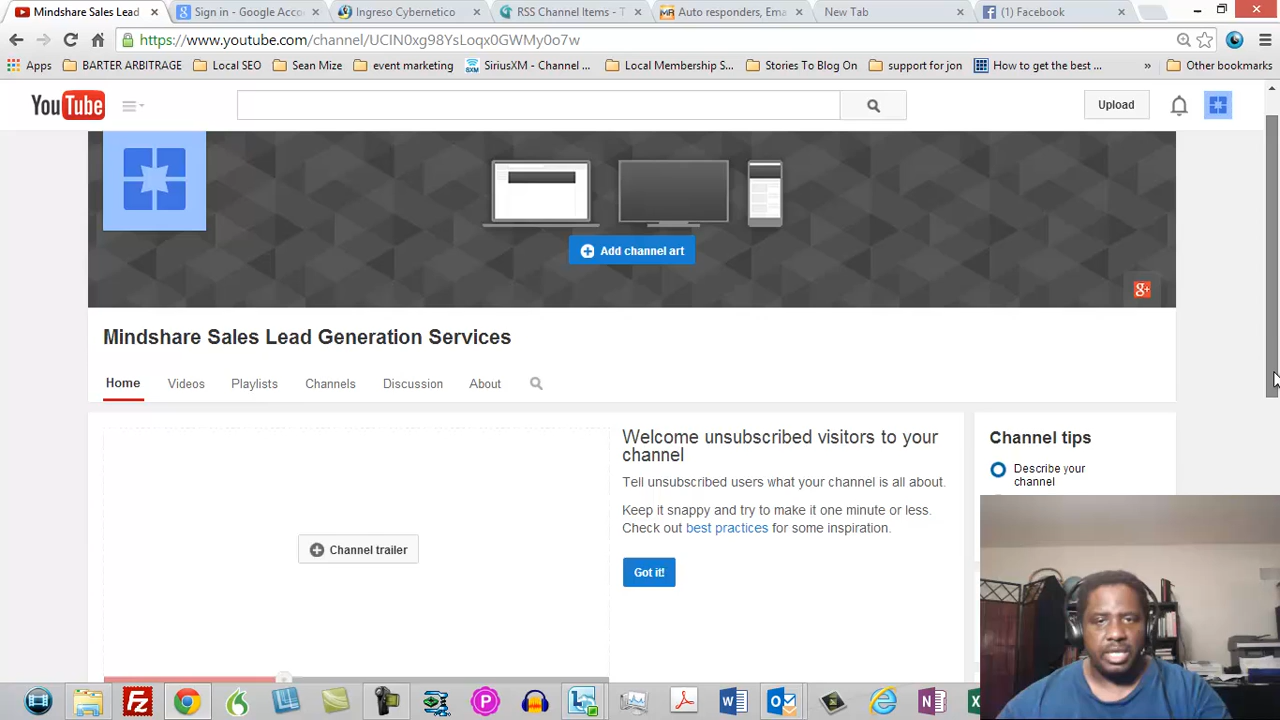 Mindshare Sales Lead
Sign in - Google Acco
Ingreso Cybernetico
RSS Channel Items - T
Auto responders, Ema
New Tab
(1) Facebook
https://www.youtube.com/channel/UClN0xg98YsLoqx0GWMy0o7w
Apps BARTER ARBITRAGE Local SEO Sean Mize event marketing SiriusXM - Channel ... Local Membership S... Stories To Blog On support for jon How to get the best ... » Other bookmarks
YouTube
Upload
Add channel art
g+
Mindshare Sales Lead Generation Services
Home Videos Playlists Channels Discussion About
Welcome unsubscribed visitors to your
channel
Tell unsubscribed users what your channel is all about.
Keep it snappy and try to make it one minute or less.
Check out best practices for some inspiration.
Channel trailer
Got it!
Channel tips
Describe your
channel